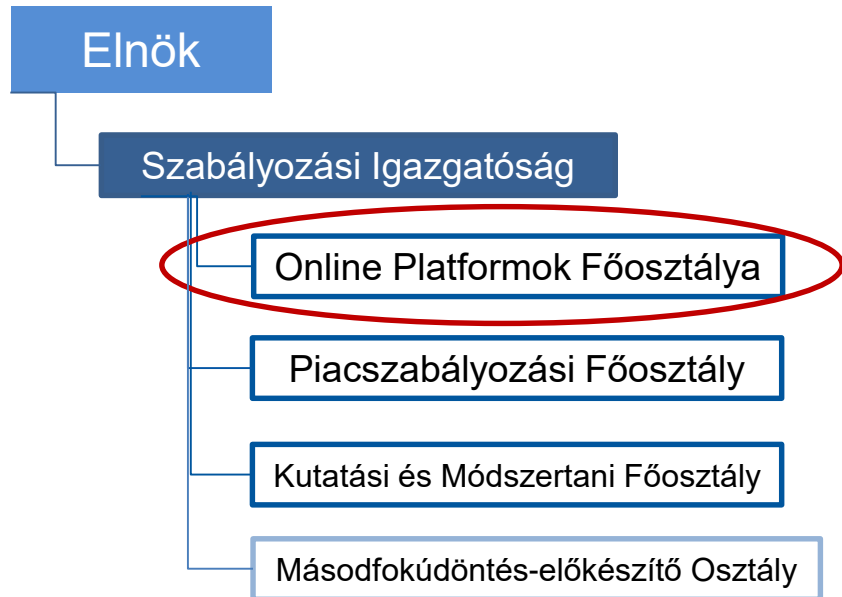 Elnök
Szabályozási Igazgatóság
Online Platformok Főosztálya
Piacszabályozási Főosztály
Kutatási és Módszertani Főosztály
Másodfokúdöntés-előkészítő Osztály